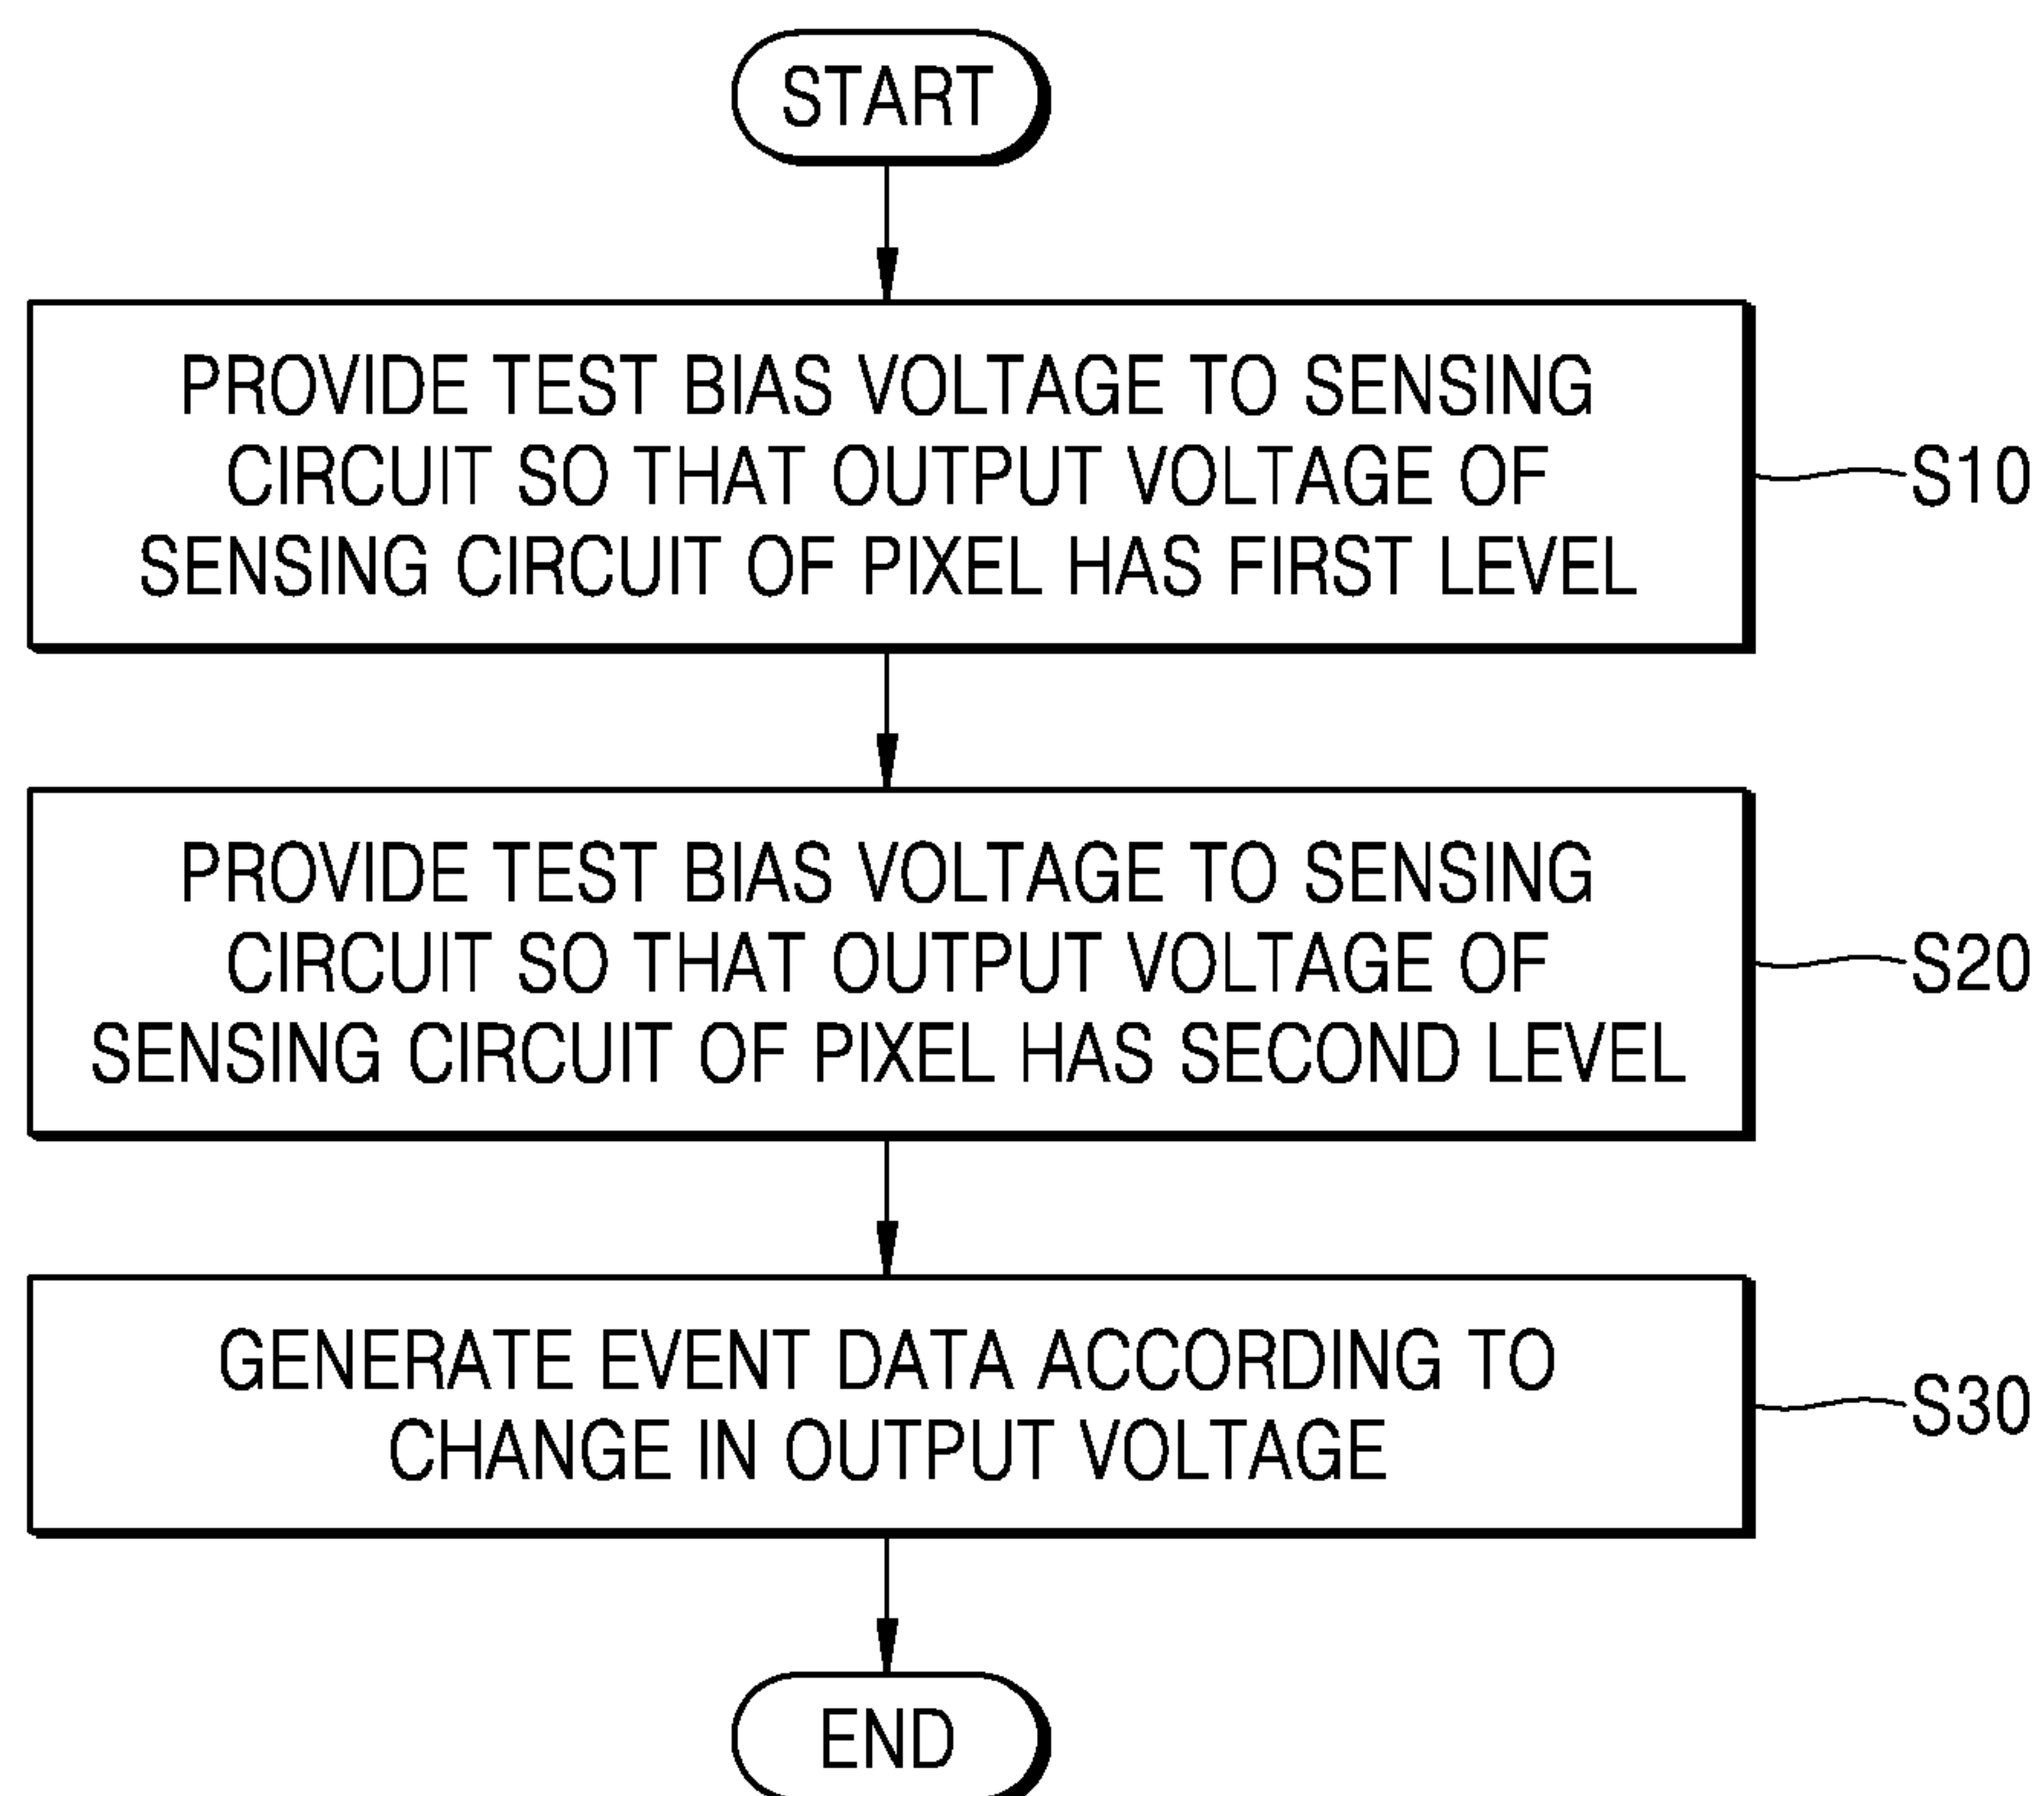 START
PROVIDE TEST BIAS VOLTAGE TO SENSING
CIRCUIT SO THAT OUTPUT VOLTAGE OF
SENSING CIRCUIT OF PIXEL HAS FIRST LEVEL
S10
PROVIDE TEST BIAS VOLTAGE TO SENSING
CIRCUIT SO THAT OUTPUT VOLTAGE OF
SENSING CIRCUIT OF PIXEL HAS SECOND LEVEL
S20
GENERATE EVENT DATA ACCORDING TO
CHANGE IN OUTPUT VOLTAGE
S30
END